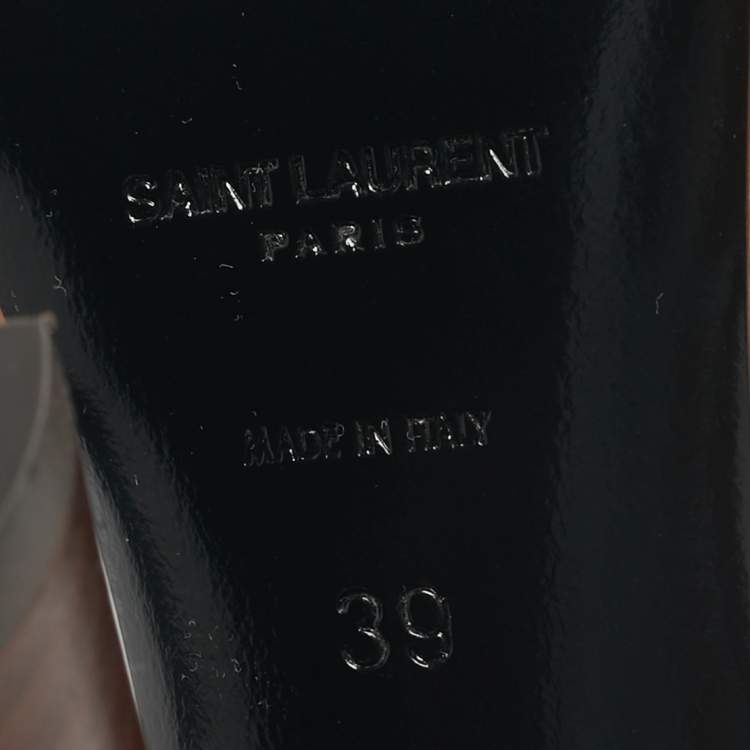 SAINT LAURENT
PARIS
MADE IN ITALY
39